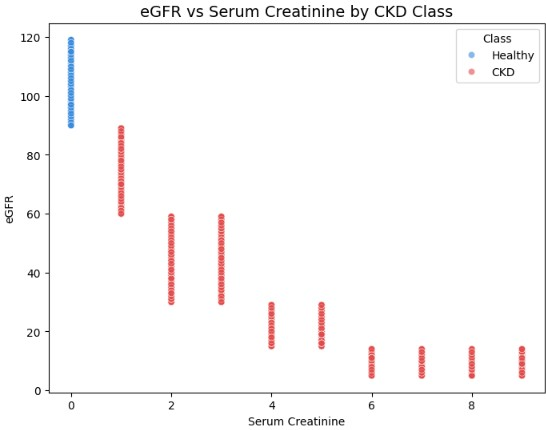 eGFR vs Serum Creatinine by CKD Class
Class
Healthy
CKD
120
100
80
60
40
20
0
eGFR
0 2 4 6 8
Serum Creatinine